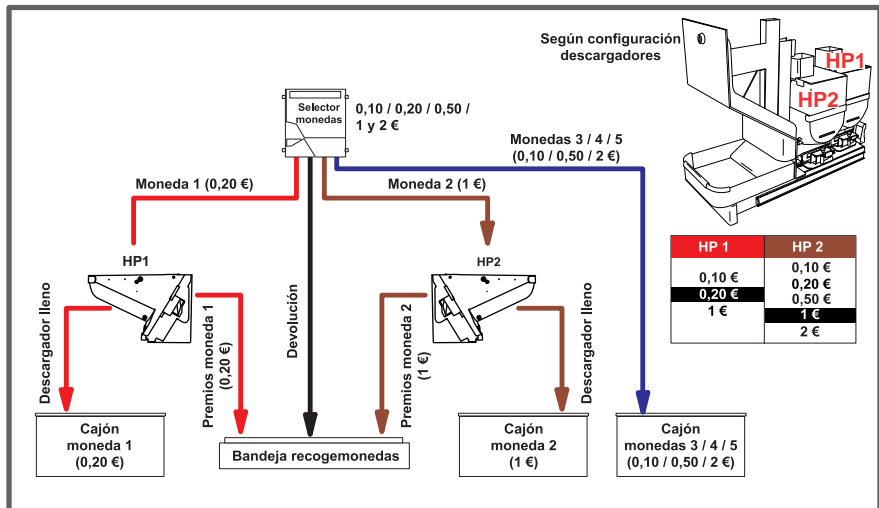 Según configuración
descargadores
HP1
HP2
Selector
monedas
0,10 / 0,20 / 0,50 /
1 y 2 €
Monedas 3 / 4 / 5
(0,10 / 0,50 / 2 €)
Moneda 1 (0,20 €)
Moneda 2 (1 €)
HP1
HP2
Descargador lleno
Premios moneda 1
(0,20 €)
Devolución
Premios moneda 2
(1 €)
Descargador lleno
HP 1
HP 2
0,10 €
0,20 €
1 €
0,10 €
0,20 €
0,50 €
1 €
2 €
Cajón
moneda 1
(0,20 €)
Bandeja recogemonedas
Cajón
moneda 2
(1 €)
Cajón
monedas 3 / 4 / 5
(0,10 / 0,50 / 2 €)